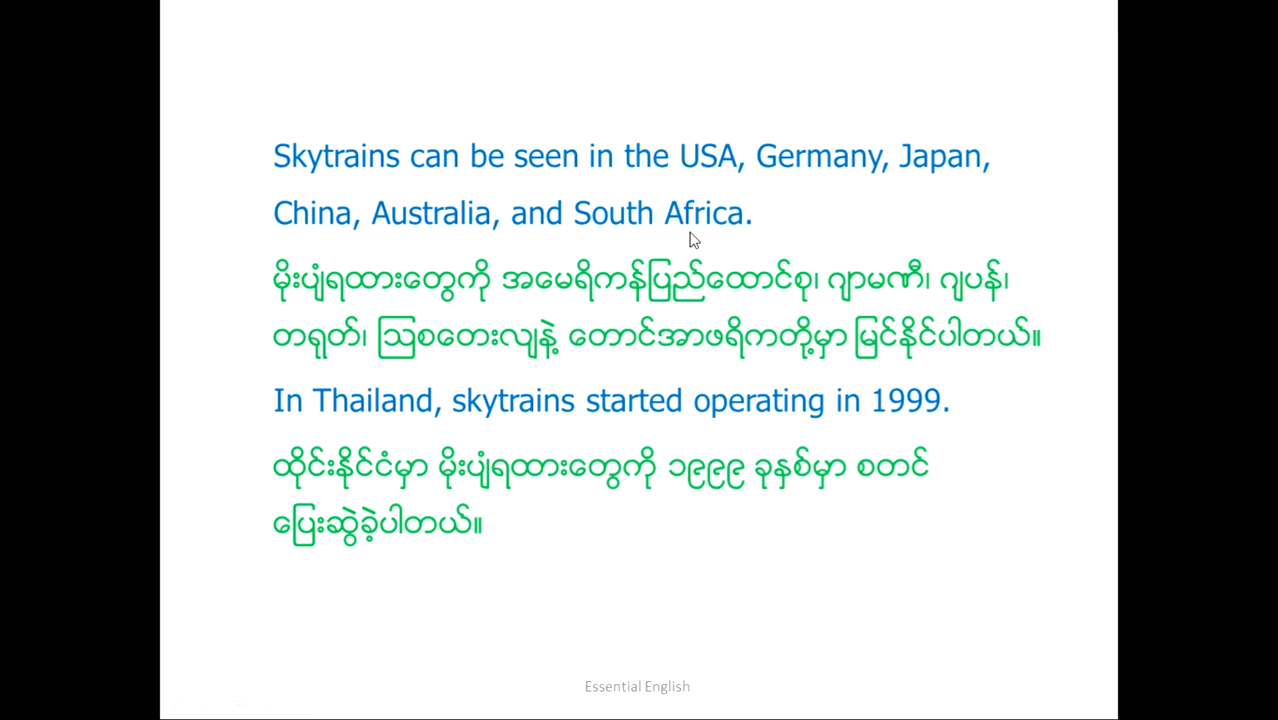 Skytrains can be seen in the USA, Germany, Japan,
China, Australia, and South Africa.
မိုးပျံရထားတွေကို အမေရိကန်ပြည်ထောင်စု၊ ဂျာမဏီ၊ ဂျပန်၊
တရုတ်၊ ဩစတေးလျနဲ့ တောင်အာဖရိကတို့မှာ မြင်နိုင်ပါတယ်။
In Thailand, skytrains started operating in 1999.
ထိုင်းနိုင်ငံမှာ မိုးပျံရထားတွေကို ၁၉၉၉ ခုနှစ်မှာ စတင်
ပြေးဆွဲခဲ့ပါတယ်။
Essential English